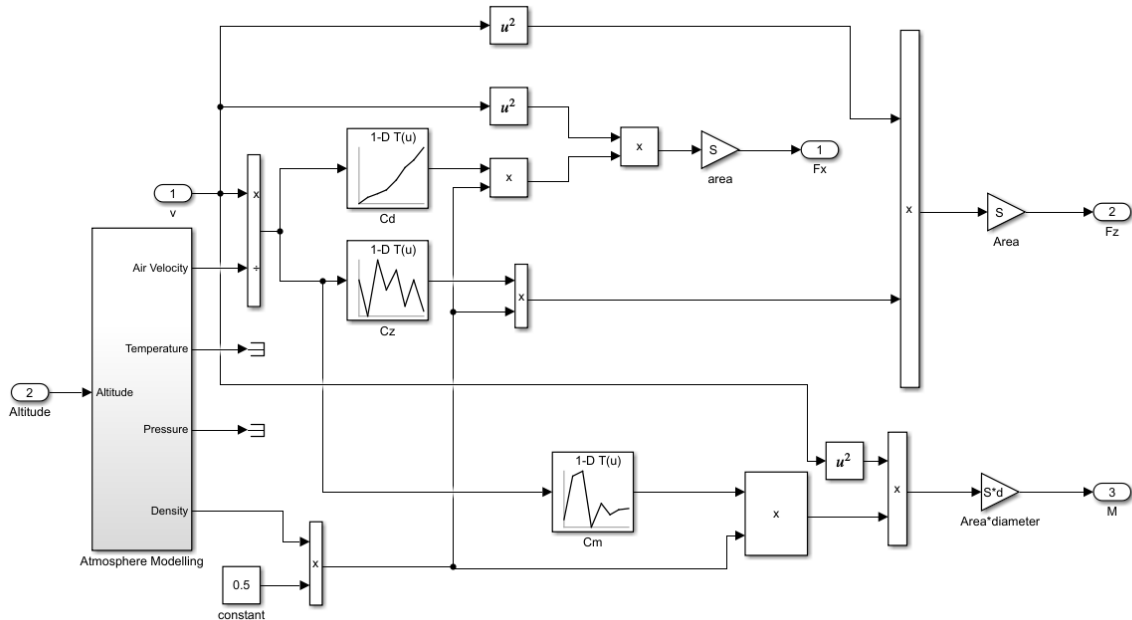 u²
u²
1-D T(u)
Cd
x
x
S
area
1
Fx
1
v
x
÷
x
S
Area
2
Fz
Air Velocity
1-D T(u)
Cz
x
Temperature
2
Altitude
Altitude
Pressure
1-D T(u)
Cm
u²
x
x
S*d
Area*diameter
3
M
Density
Atmosphere Modelling
x
0.5
constant